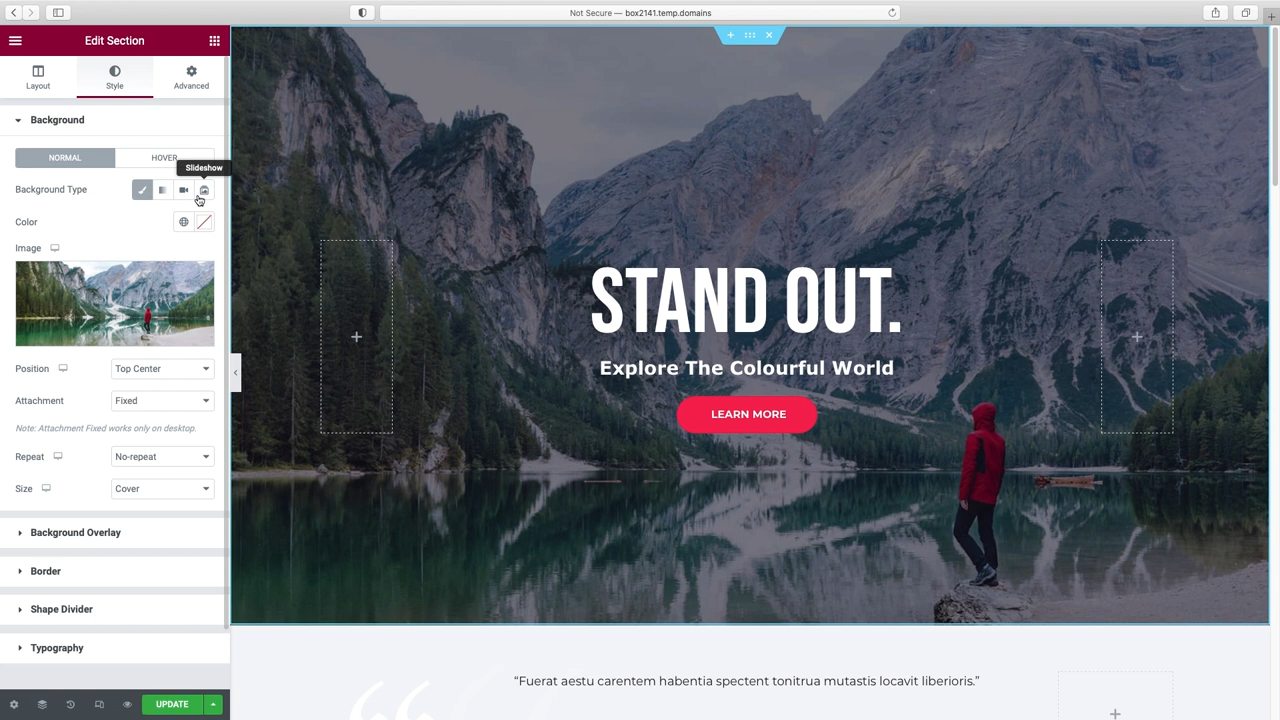 Not Secure — box2141.temp.domains
Edit Section
Layout
Style
Advanced
Background
NORMAL
HOVER
Slideshow
Background Type
Color
Image
Position
Top Center
Attachment
Fixed
Note: Attachment Fixed works only on desktop.
Repeat
No-repeat
Size
Cover
Background Overlay
Border
Shape Divider
Typography
UPDATE
STAND OUT.
Explore The Colourful World
LEARN MORE
“Fuerat aestu carentem habentia spectent tonitrua mutastis locavit liberioris.”